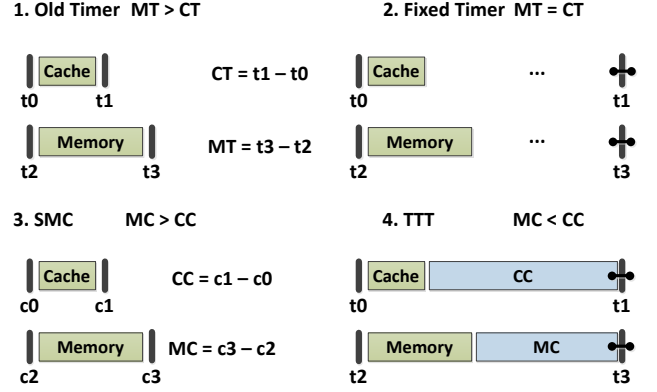 1. Old Timer MT > CT
Cache
t0 t1
CT = t1 – t0
Memory
t2 t3
MT = t3 – t2
2. Fixed Timer MT = CT
Cache ...
t0 t1
Memory ...
t2 t3
3. SMC MC > CC
Cache
c0 c1
CC = c1 – c0
Memory
c2 c3
MC = c3 – c2
4. TTT MC < CC
Cache CC
t0 t1
Memory MC
t2 t3